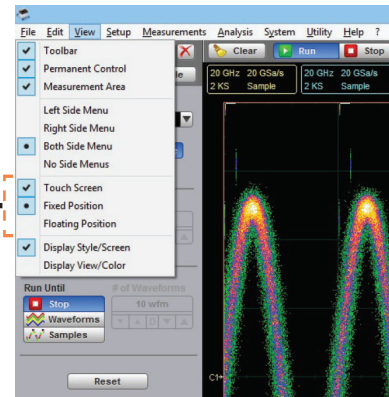 File Edit View Setup Measurements Analysis System Utility Help ?
Toolbar
Permanent Control
Measurement Area
Left Side Menu
Right Side Menu
Both Side Menu
No Side Menus
Touch Screen
Fixed Position
Floating Position
Display Style/Screen
Display View/Color
Clear Run Stop
20 GHz 20 GSa/s
2 KS Sample
20 GHz 20 GSa/s
2 KS Sample
Run Until
# of Waveforms
Stop
10 wfm
Waveforms
Samples
Reset
C1